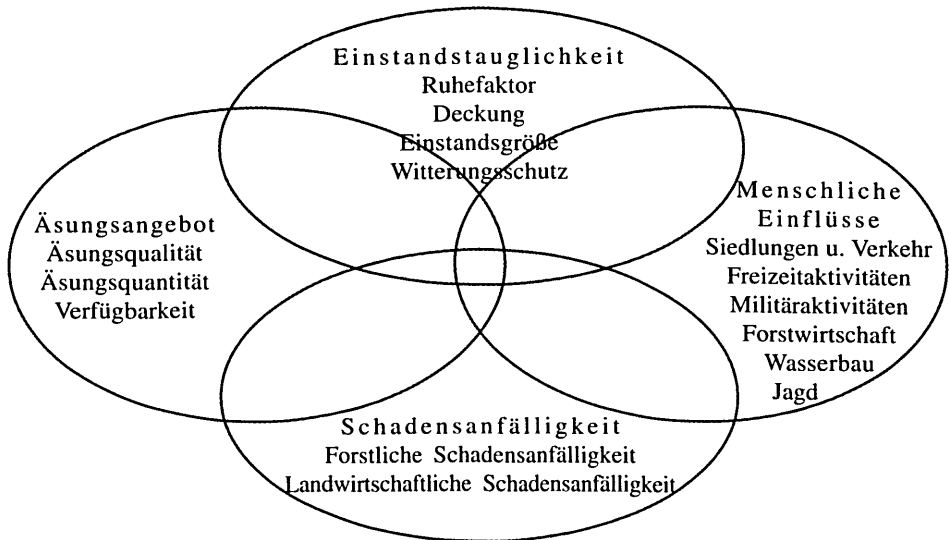 Einstandstauglichkeit
Ruhefaktor
Deckung
Einstandsgröße
Witterungsschutz
Äsungsangebot
Äsungsqualität
Äsungsquantität
Verfügbarkeit
Menschliche
Einflüsse
Siedlungen u. Verkehr
Freizeitaktivitäten
Militäraktivitäten
Forstwirtschaft
Wasserbau
Jagd
Schadensanfälligkeit
Forstliche Schadensanfälligkeit
Landwirtschaftliche Schadensanfälligkeit